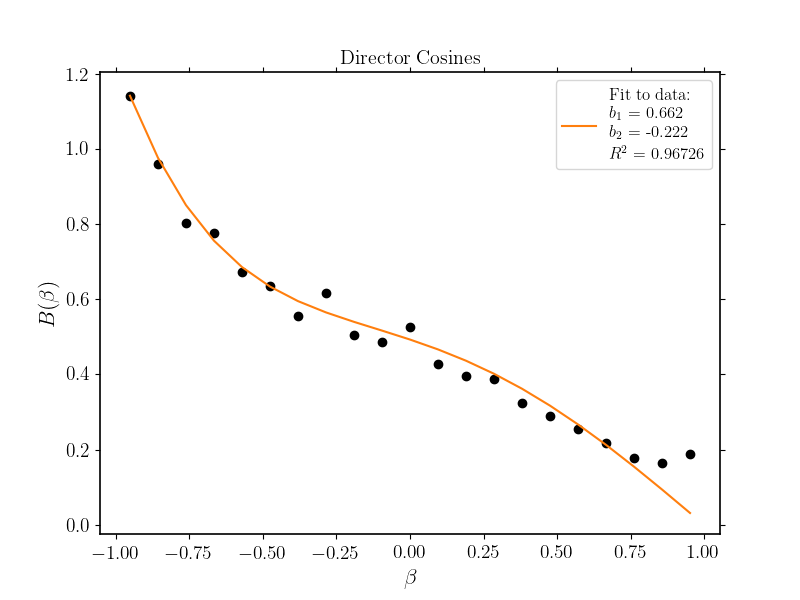 Director Cosines
1.2
1.0
0.8
0.6
0.4
0.2
0.0
B(β)
Fit to data:
b₁ = 0.662
b₂ = -0.222
R² = 0.96726
−1.00 −0.75 −0.50 −0.25 0.00 0.25 0.50 0.75 1.00
β